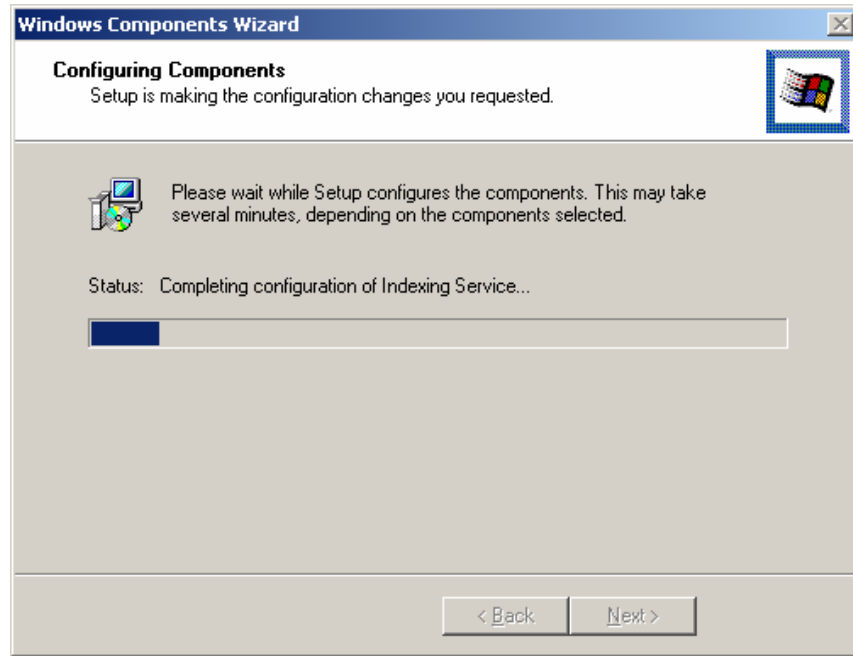 Windows Components Wizard
Configuring Components
Setup is making the configuration changes you requested.
Please wait while Setup configures the components. This may take
several minutes, depending on the components selected.
Status: Completing configuration of Indexing Service...
< Back
Next >